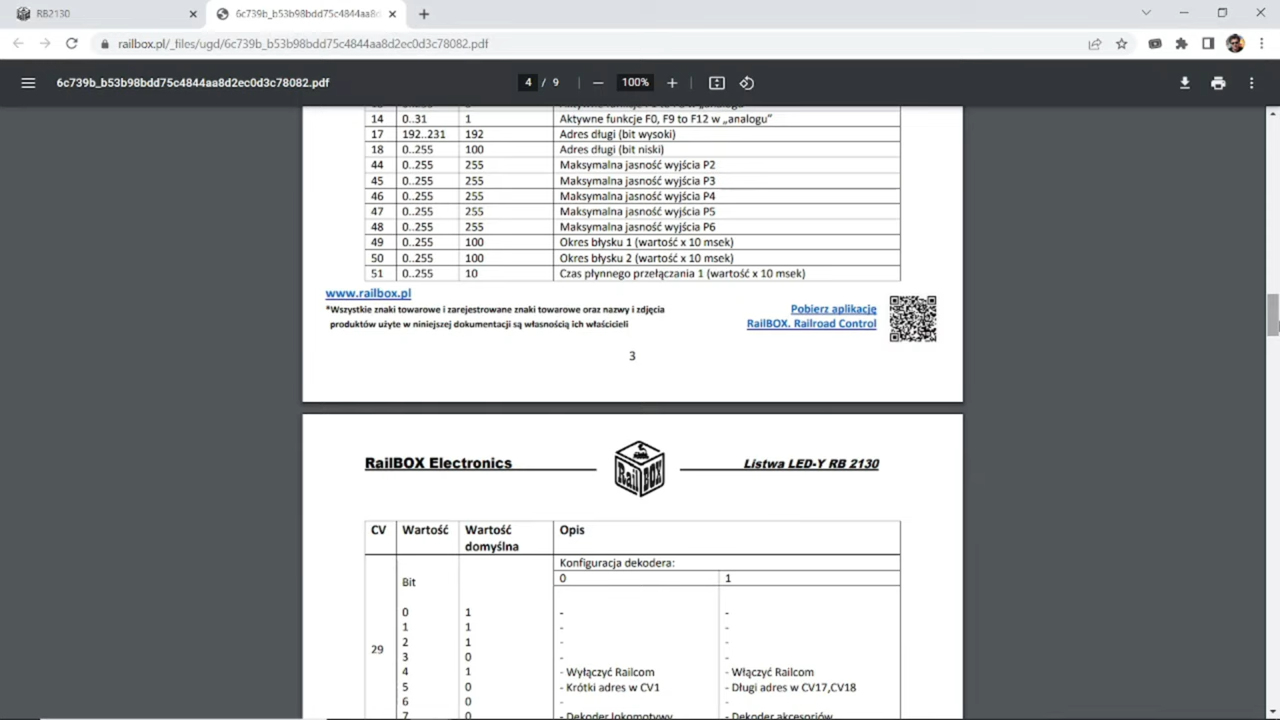 RB2130
6c739b_b53b98bdd75c4844aa8d
railbox.pl/_files/ugd/6c739b_b53b98bdd75c4844aa8d2ec0d3c78082.pdf
6c739b_b53b98bdd75c4844aa8d2ec0d3c78082.pdf
4 / 9
100%
14 0..31 1 Aktywne funkcje F0, F9 to F12 w „analogu”
17 192..231 192 Adres długi (bit wysoki)
18 0..255 100 Adres długi (bit niski)
44 0..255 255 Maksymalna jasność wyjścia P2
45 0..255 255 Maksymalna jasność wyjścia P3
46 0..255 255 Maksymalna jasność wyjścia P4
47 0..255 255 Maksymalna jasność wyjścia P5
48 0..255 255 Maksymalna jasność wyjścia P6
49 0..255 100 Okres błysku 1 (wartość x 10 msek)
50 0..255 100 Okres błysku 2 (wartość x 10 msek)
51 0..255 10 Czas płynnego przełączania 1 (wartość x 10 msek)
www.railbox.pl
*Wszystkie znaki towarowe i zarejestrowane znaki towarowe oraz nazwy i zdjęcia
produktów użyte w niniejszej dokumentacji są własnością ich właścicieli
Pobierz aplikację
RailBOX. Railroad Control
3
RailBOX Electronics
RailBOX
Listwa LED-Y RB 2130
CV Wartość Wartość domyślna Opis
Konfiguracja dekodera:
0 1
Bit
0 1 - -
1 1 - -
2 1 - -
29
3 0 - -
4 1 - Wyłączyć Railcom - Włączyć Railcom
5 0 - Krótki adres w CV1 - Długi adres w CV17,CV18
6 0 - -
7 0 - Dekoder lokomotywy - Dekoder akcesoriów